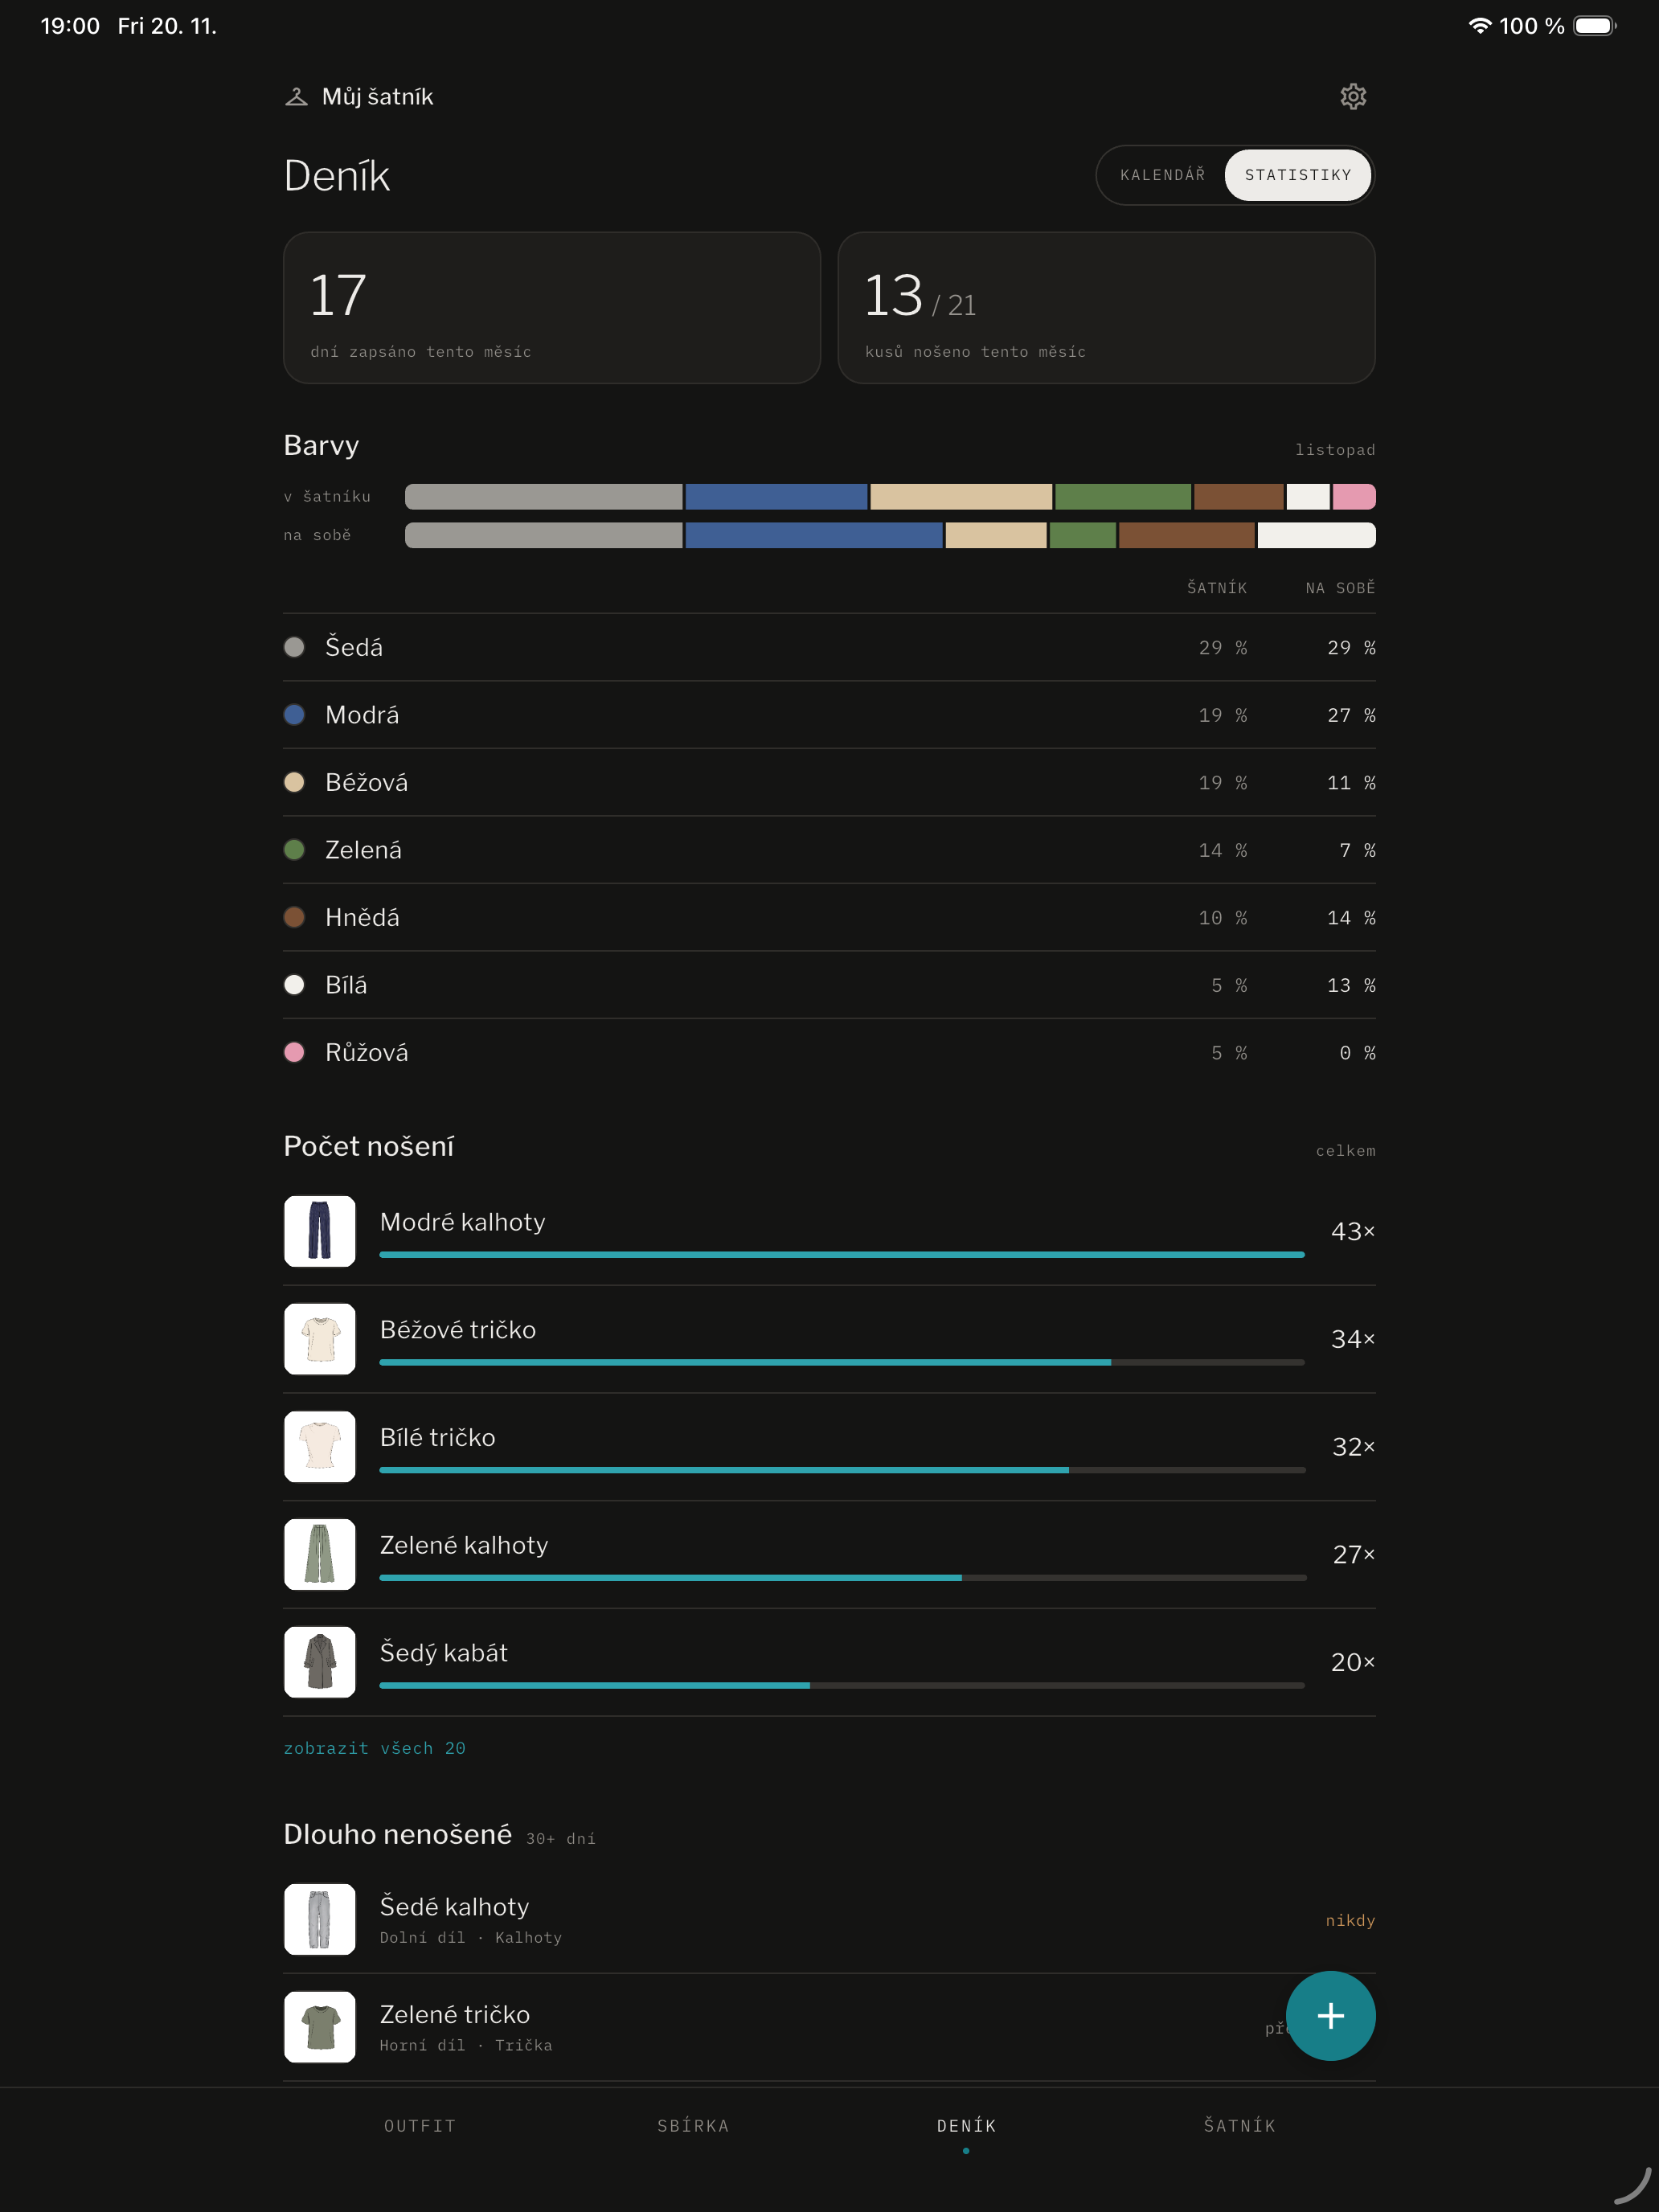 19:00 Fri 20. 11.
100 %
Můj šatník
Deník
KALENDÁŘ STATISTIKY
17
dní zapsáno tento měsíc
13 / 21
kusů nošeno tento měsíc
Barvy
listopad
v šatníku
na sobě
ŠATNÍK NA SOBĚ
Šedá 29 % 29 %
Modrá 19 % 27 %
Béžová 19 % 11 %
Zelená 14 % 7 %
Hnědá 10 % 14 %
Bílá 5 % 13 %
Růžová 5 % 0 %
Počet nošení
celkem
Modré kalhoty
43×
Béžové tričko
34×
Bílé tričko
32×
Zelené kalhoty
27×
Šedý kabát
20×
zobrazit všech 20
Dlouho nenošené 30+ dní
Šedé kalhoty
Dolní díl · Kalhoty
nikdy
Zelené tričko
Horní díl · Trička
OUTFIT SBÍRKA DENÍK ŠATNÍK